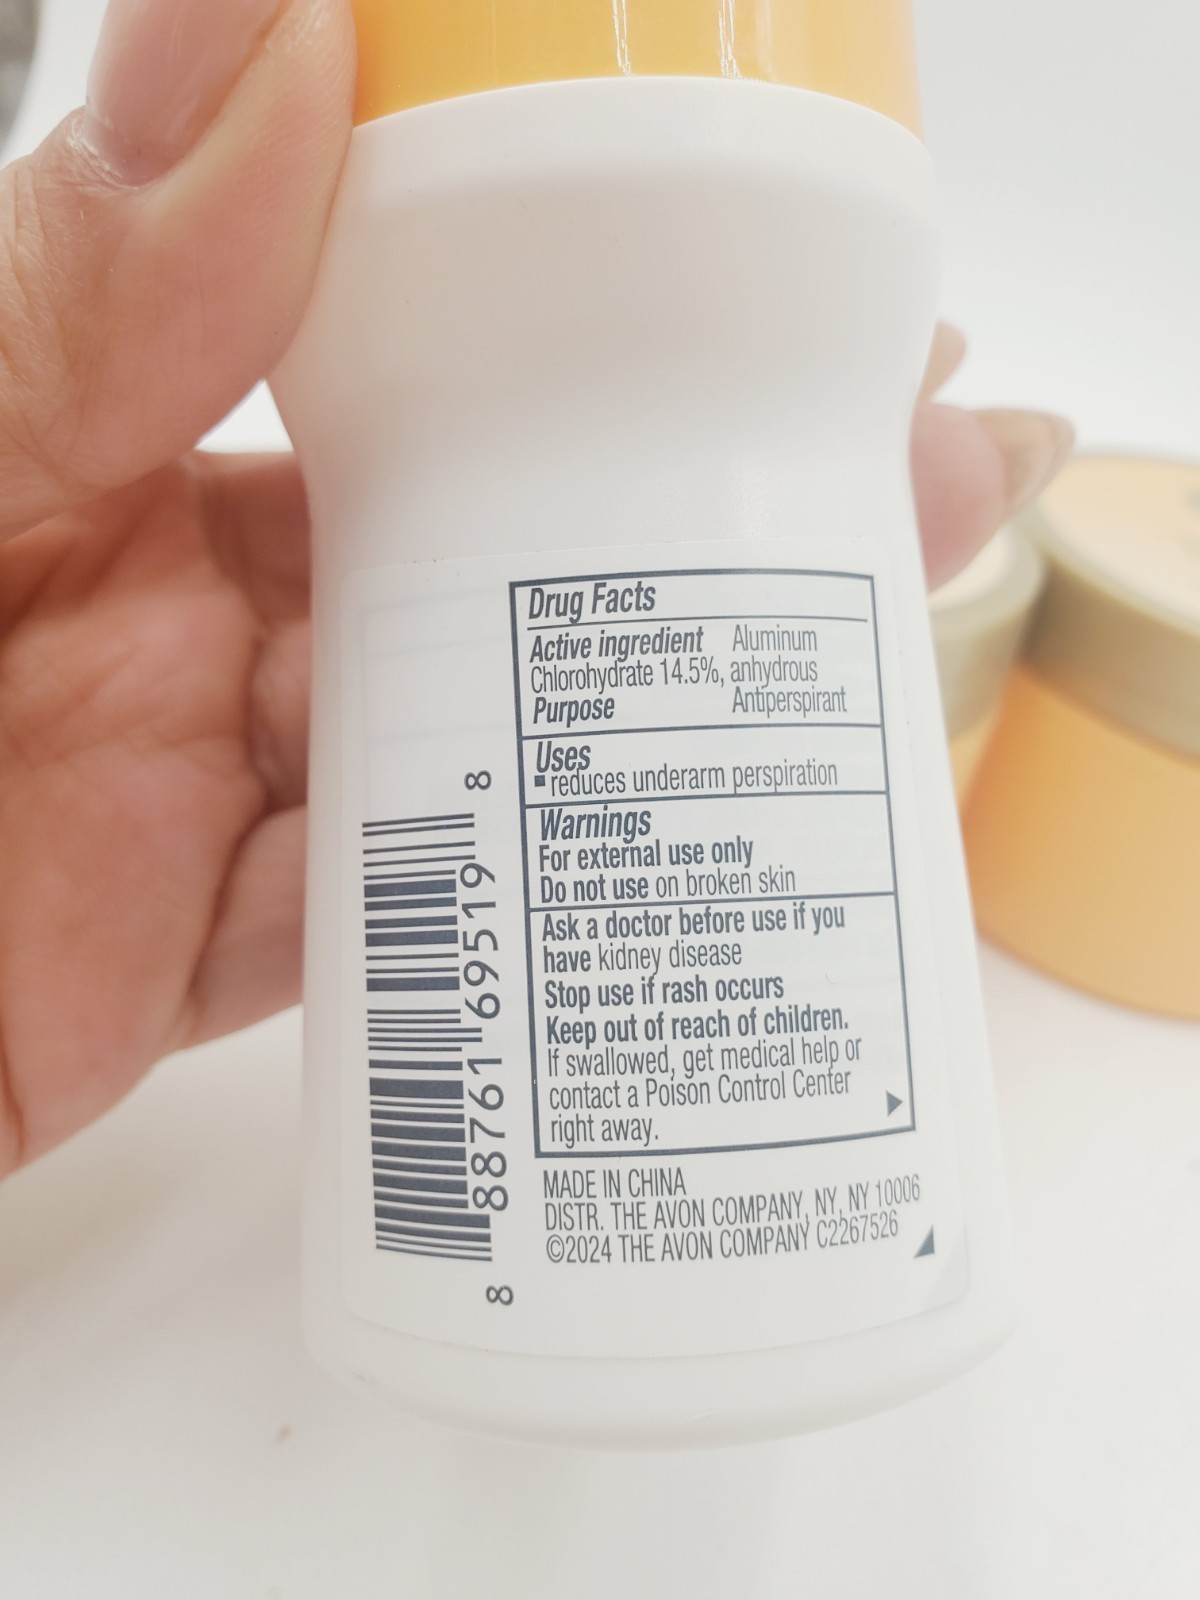 Drug Facts
Active ingredient Aluminum
Chlorohydrate 14.5%, anhydrous
Purpose Antiperspirant
Uses
▪ reduces underarm perspiration
Warnings
For external use only
Do not use on broken skin
Ask a doctor before use if you
have kidney disease
Stop use if rash occurs
Keep out of reach of children.
If swallowed, get medical help or
contact a Poison Control Center
right away.
MADE IN CHINA
DISTR. THE AVON COMPANY, NY, NY 10006
©2024 THE AVON COMPANY C2267526
8 88761 69519 8